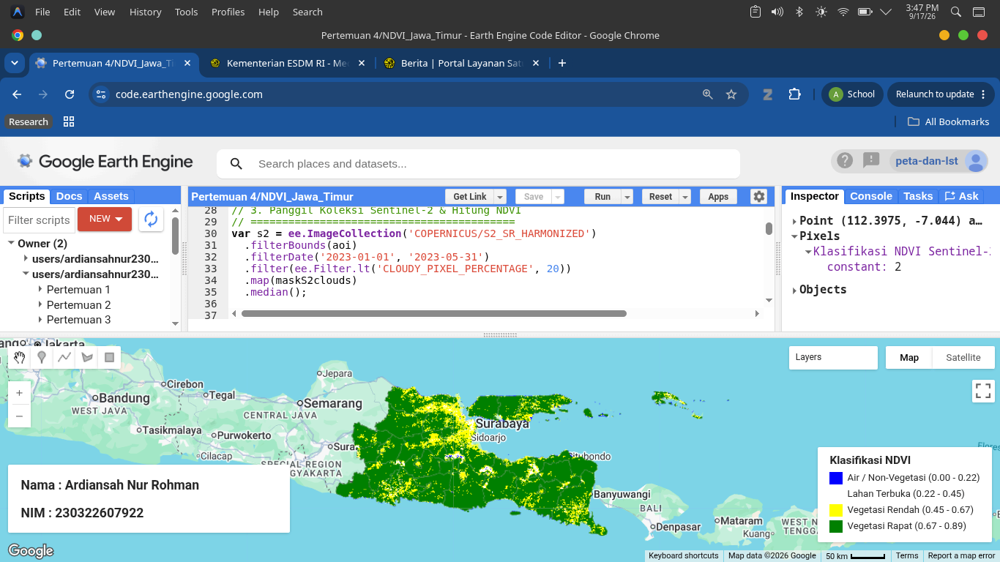 File Edit View History Tools Profiles Help Search
3:47 PM
9/17/26
Pertemuan 4/NDVI_Jawa_Timur - Earth Engine Code Editor - Google Chrome
Pertemuan 4/NDVI_Jawa_Ti
Kementerian ESDM RI - Me
Berita | Portal Layanan Sat
code.earthengine.google.com
A School
Relaunch to update
Research
All Bookmarks
Google Earth Engine
Search places and datasets...
peta-dan-lst
Scripts Docs Assets
Filter scripts
NEW
Owner (2)
users/ardiansahnur230...
users/ardiansahnur230...
Pertemuan 1
Pertemuan 2
Pertemuan 3
Pertemuan 4/NDVI_Jawa_Timur
Get Link Save Run Reset Apps
28 // 3. Panggil Koleksi Sentinel-2 & Hitung NDVI
29 // ==========================================
30 var s2 = ee.ImageCollection('COPERNICUS/S2_SR_HARMONIZED')
31 .filterBounds(aoi)
32 .filterDate('2023-01-01', '2023-05-31')
33 .filter(ee.Filter.lt('CLOUDY_PIXEL_PERCENTAGE', 20))
34 .map(maskS2clouds)
35 .median();
36
37
Inspector Console Tasks Ask
Point (112.3975, -7.044) a…
Pixels
Klasifikasi NDVI Sentinel-
constant: 2
Objects
Layers
Map Satellite
Jakarta
Cirebon
Bandung
WEST JAVA
Tegal
Tasikmalaya
Purwokerto
Cilacap
Jepara
Semarang
CENTRAL JAVA
Sura
SPECIAL REGION
GYAKARTA
Surabaya
Sidoarjo
itubondo
Banyuwangi
BALI
Denpasar
Mataram
Kuang
WEST N
TENGG
Flores
Nama : Ardiansah Nur Rohman
NIM : 230322607922
Klasifikasi NDVI
Air / Non-Vegetasi (0.00 - 0.22)
Lahan Terbuka (0.22 - 0.45)
Vegetasi Rendah (0.45 - 0.67)
Vegetasi Rapat (0.67 - 0.89)
Google
Keyboard shortcuts Map data ©2026 Google 50 km Terms Report a map error